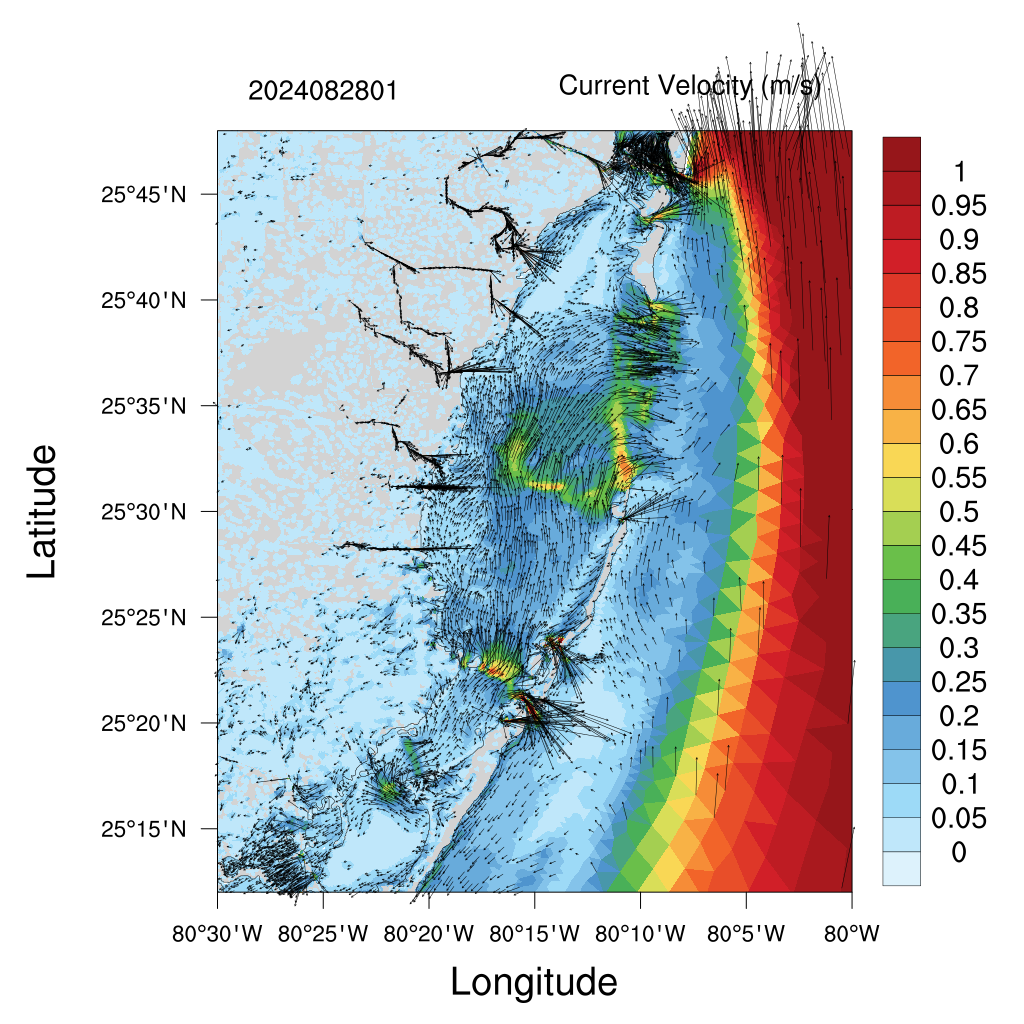 2024082801
Current Velocity (m/s)
25°45'N
25°40'N
25°35'N
25°30'N
25°25'N
25°20'N
25°15'N
Latitude
80°30'W 80°25'W 80°20'W 80°15'W 80°10'W 80°5'W 80°W
Longitude
1
0.95
0.9
0.85
0.8
0.75
0.7
0.65
0.6
0.55
0.5
0.45
0.4
0.35
0.3
0.25
0.2
0.15
0.1
0.05
0